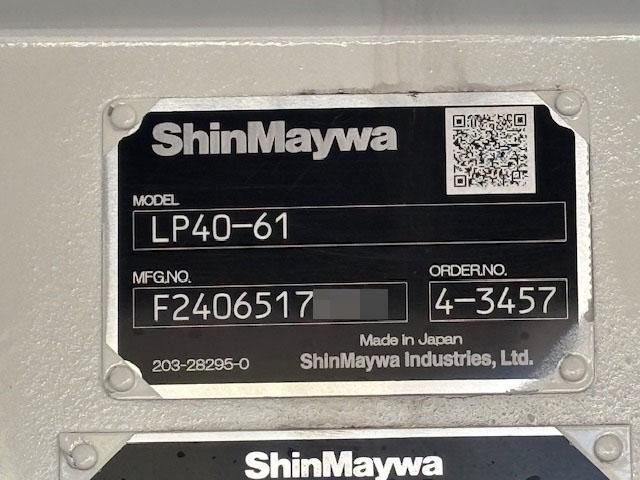 ShinMaywa
MODEL
LP40-61
MFG.NO.
ORDER.NO.
F2406517
4-3457
Made in Japan
203-28295-0
ShinMaywa Industries, Ltd.
ShinMaywa